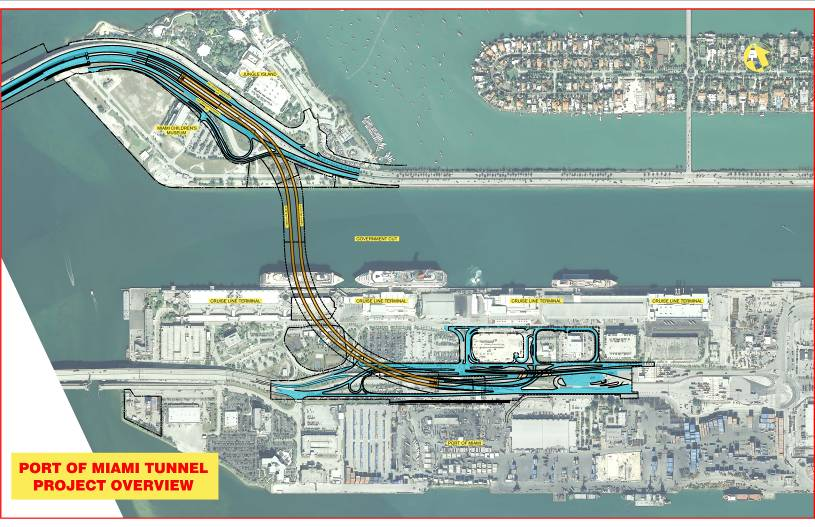 JUNGLE ISLAND
MIAMI CHILDREN'S
MUSEUM
GOVERNMENT CUT
CRUISE LINE TERMINAL
CRUISE LINE TERMINAL
CRUISE LINE TERMINAL
CRUISE LINE TERMINAL
PORT OF MIAMI
PORT OF MIAMI TUNNEL
PROJECT OVERVIEW